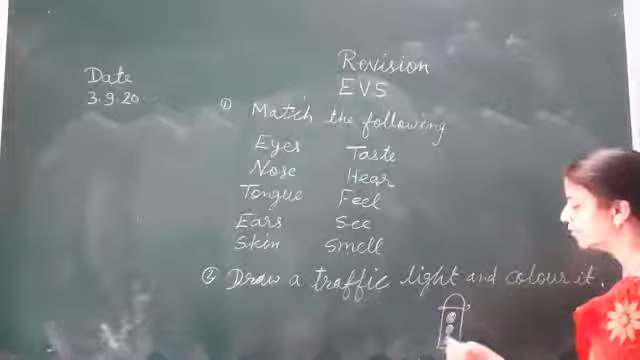 Revision
Date
EVS
3.9.20
1) Match the following
Eyes Taste
Nose Hear
Tongue Feel
Ears See
Skin Smell
2) Draw a traffic light and colour it.